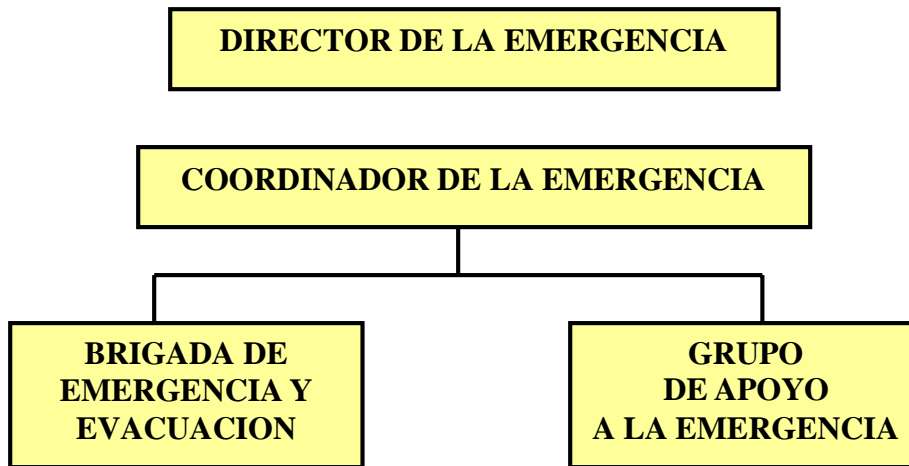 DIRECTOR DE LA EMERGENCIA
COORDINADOR DE LA EMERGENCIA
BRIGADA DE
EMERGENCIA Y
EVACUACION
GRUPO
DE APOYO
A LA EMERGENCIA